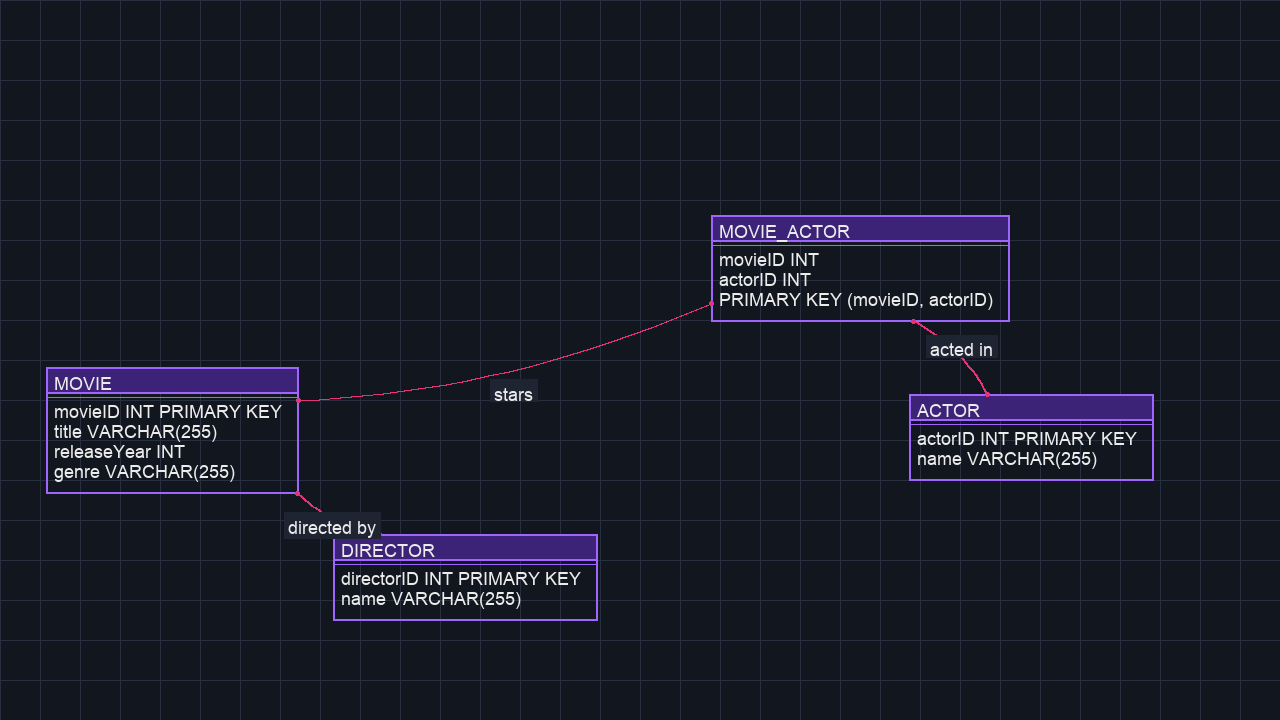 MOVIE_ACTOR
movieID INT
actorID INT
PRIMARY KEY (movieID, actorID)
acted in
stars
MOVIE
movieID INT PRIMARY KEY
title VARCHAR(255)
releaseYear INT
genre VARCHAR(255)
ACTOR
actorID INT PRIMARY KEY
name VARCHAR(255)
directed by
DIRECTOR
directorID INT PRIMARY KEY
name VARCHAR(255)